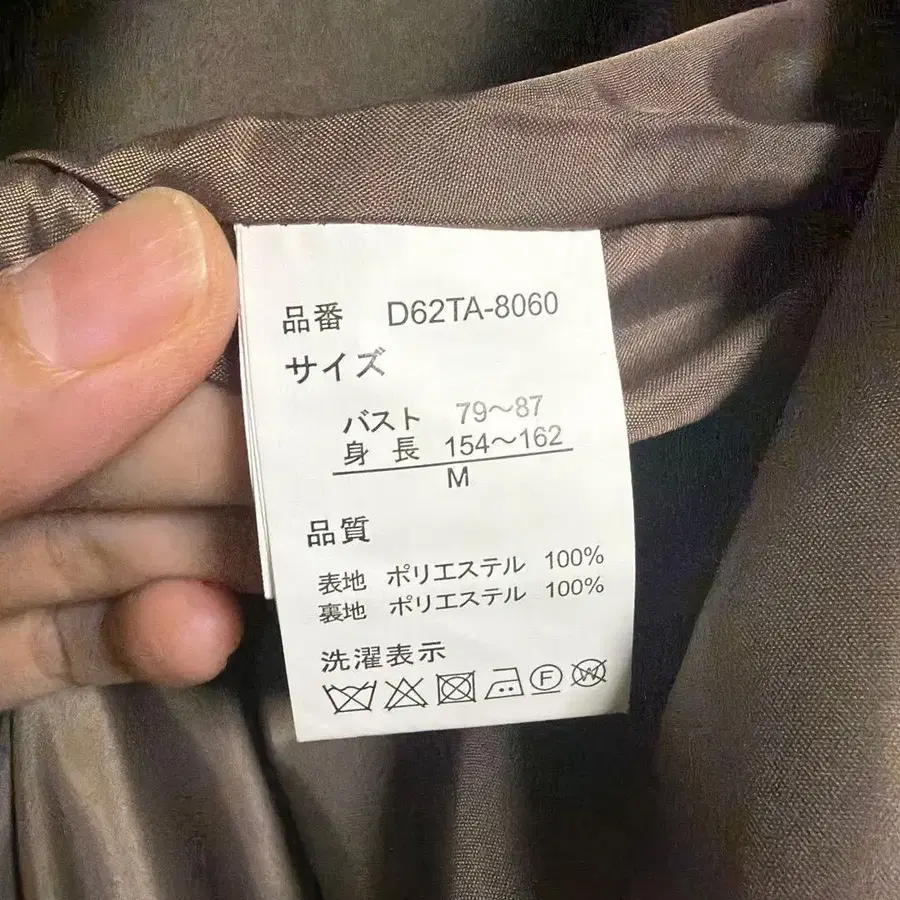 品番 D62TA-8060
サイズ
バスト 79～87
身長 154～162
M
品質
表地 ポリエステル 100%
裏地 ポリエステル 100%
洗濯表示
F W